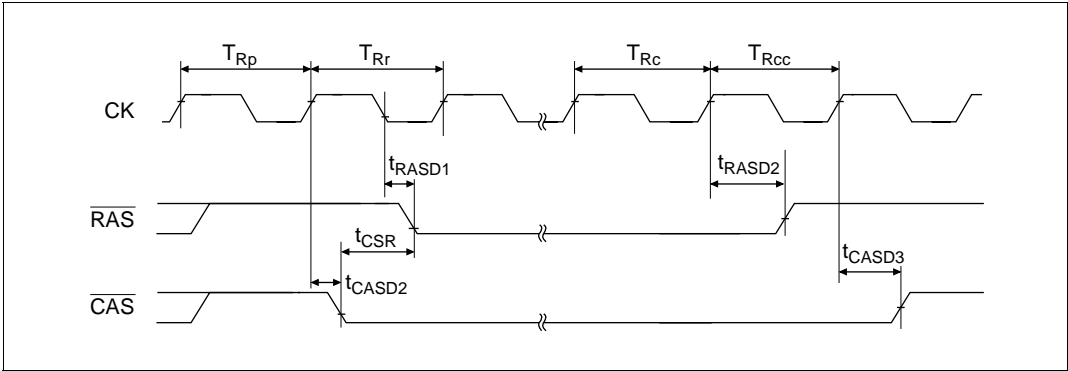 TRp TRr TRc TRcc
CK
tRASD1 tRASD2
RAS
tCSR tCASD3
tCASD2
CAS